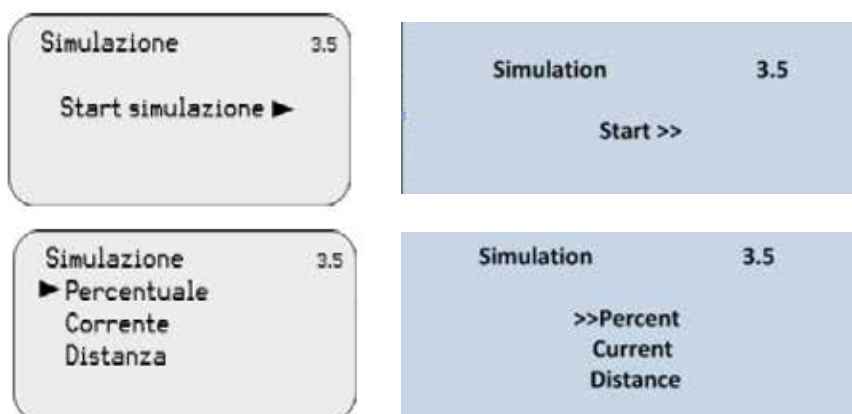 Simulazione 3.5
Start simulazione ►
Simulation 3.5
Start >>
Simulazione 3.5
►Percentuale
Corrente
Distanza
Simulation 3.5
>>Percent
Current
Distance